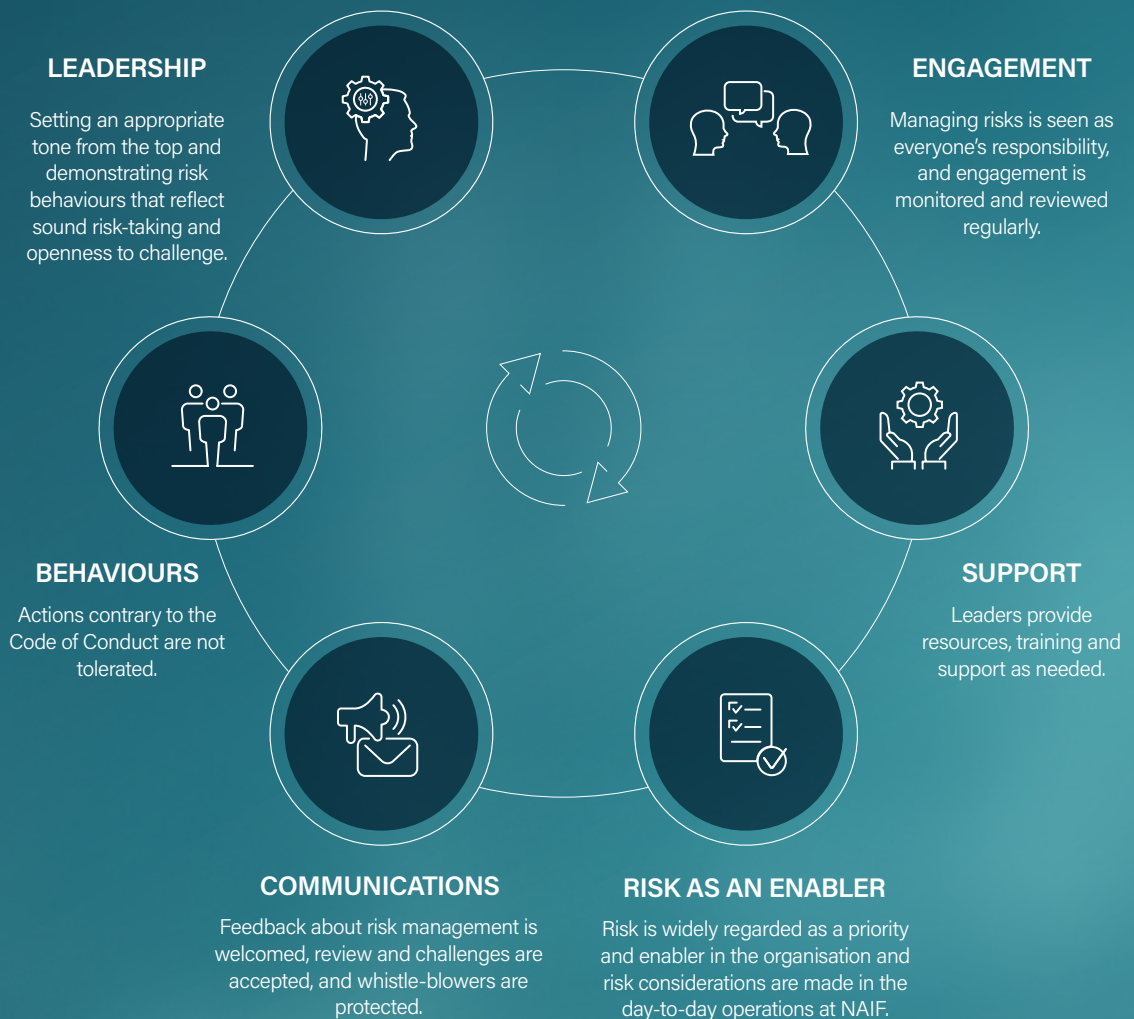 LEADERSHIP
Setting an appropriate
tone from the top and
demonstrating risk
behaviours that reflect
sound risk-taking and
openness to challenge.
ENGAGEMENT
Managing risks is seen as
everyone's responsibility,
and engagement is
monitored and reviewed
regularly.
BEHAVIOURS
Actions contrary to the
Code of Conduct are not
tolerated.
SUPPORT
Leaders provide
resources, training and
support as needed.
COMMUNICATIONS
Feedback about risk management is
welcomed, review and challenges are
accepted, and whistle-blowers are
protected.
RISK AS AN ENABLER
Risk is widely regarded as a priority
and enabler in the organisation and
risk considerations are made in the
day-to-day operations at NAIF.